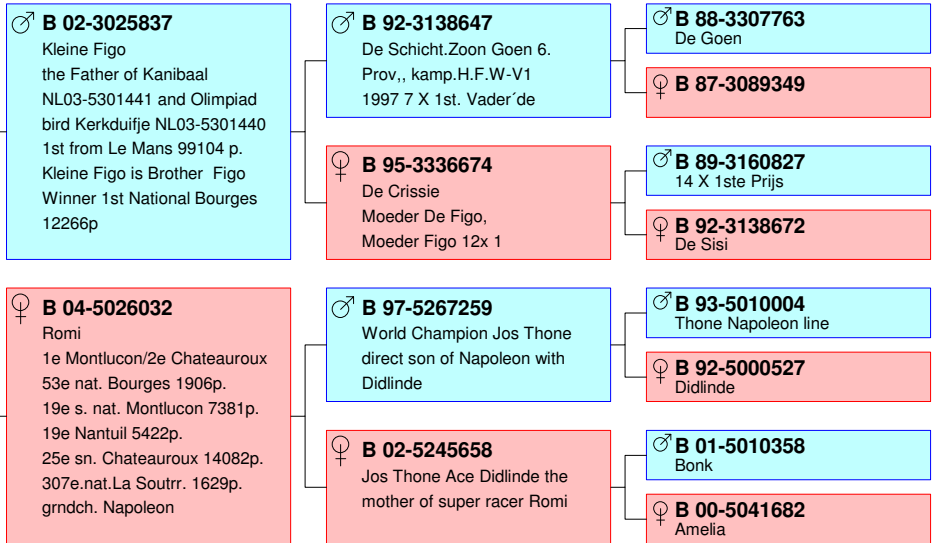 B 02-3025837
Kleine Figo
the Father of Kanibaal
NL03-5301441 and Olimpiad
bird Kerkduifje NL03-5301440
1st from Le Mans 99104 p.
Kleine Figo is Brother  Figo
Winner 1st National Bourges
12266p
B 04-5026032
Romi
1e Montlucon/2e Chateauroux
53e nat. Bourges 1906p.
19e s. nat. Montlucon 7381p.
19e Nantuil 5422p.
25e sn. Chateauroux 14082p.
307e.nat.La Soutrr. 1629p.
grndch. Napoleon
B 92-3138647
De Schicht.Zoon Goen 6.
Prov,, kamp.H.F.W-V1
1997 7 X 1st. Vader´de
B 95-3336674
De Crissie
Moeder De Figo,
Moeder Figo 12x 1
B 97-5267259
World Champion Jos Thone
direct son of Napoleon with
Didlinde
B 02-5245658
Jos Thone Ace Didlinde the
mother of super racer Romi
B 88-3307763
De Goen
B 87-3089349
B 89-3160827
14 X 1ste Prijs
B 92-3138672
De Sisi
B 93-5010004
Thone Napoleon line
B 92-5000527
Didlinde
B 01-5010358
Bonk
B 00-5041682
Amelia